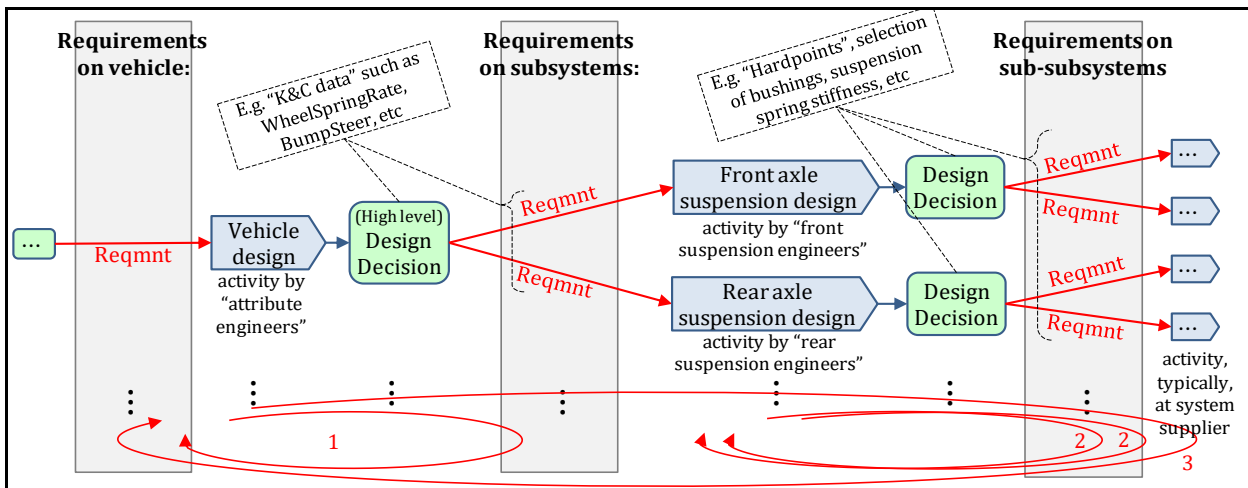 Requirements
on vehicle:
E.g. “K&C data” such as
WheelSpringRate,
BumpSteer, etc
Requirements
on subsystems:
E.g. “Hardpoints”, selection
of bushings, suspension
spring stiffness, etc
Requirements on
sub-subsystems
...
Reqmnt
Vehicle
design
activity by
“attribute
engineers”
(High level)
Design
Decision
Reqmnt
Reqmnt
Front axle
suspension design
activity by “front
suspension engineers”
Design
Decision
Rear axle
suspension design
activity by “rear
suspension engineers”
Design
Decision
Reqmnt
Reqmnt
Reqmnt
Reqmnt
...
...
...
...
activity,
typically,
at system
supplier
1
2
2
3